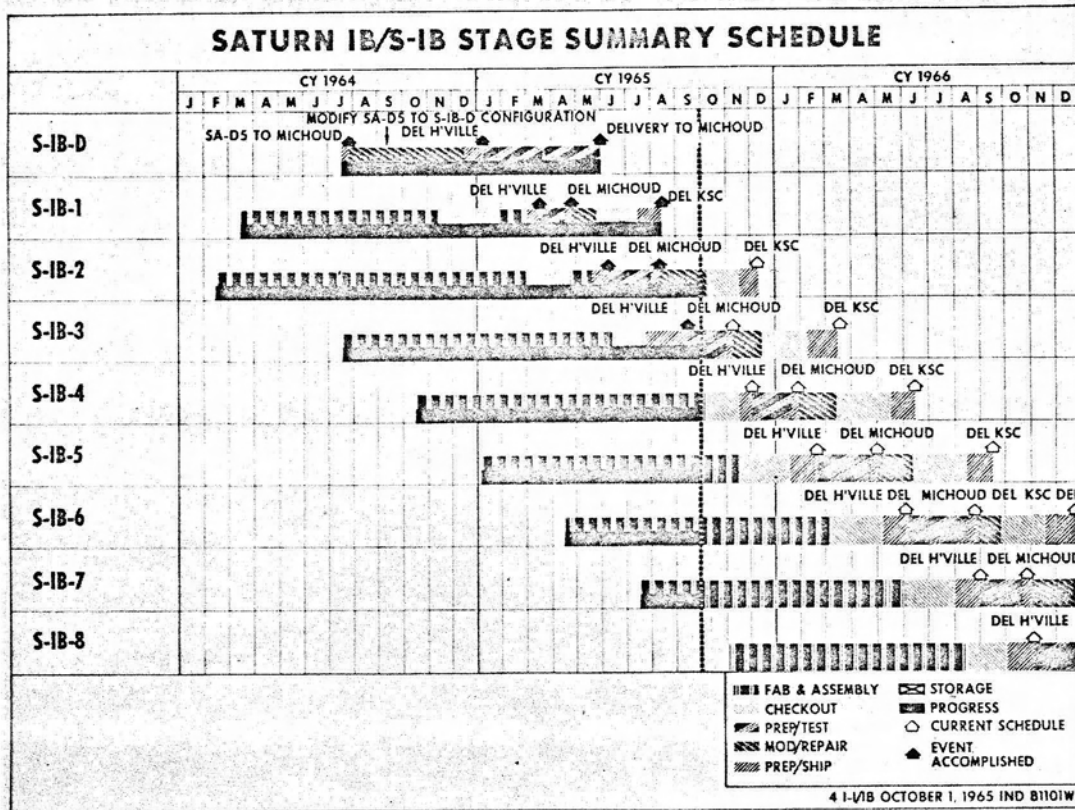 SATURN IB/S-IB STAGE SUMMARY SCHEDULE
CY 1964 CY 1965 CY 1966
J F M A M J J A S O N D J F M A M J J A S O N D J F M A M J J A S O N D
MODIFY SA-D5 TO S-IB-D CONFIGURATION
SA-D5 TO MICHOUD DEL H'VILLE DELIVERY TO MICHOUD
S-IB-D
DEL H'VILLE DEL MICHOUD DEL KSC
S-IB-1
DEL H'VILLE DEL MICHOUD DEL KSC
S-IB-2
DEL H'VILLE DEL MICHOUD DEL KSC
S-IB-3
DEL H'VILLE DEL MICHOUD DEL KSC
S-IB-4
DEL H'VILLE DEL MICHOUD DEL KSC
S-IB-5
DEL H'VILLE DEL MICHOUD DEL KSC DEL
S-IB-6
DEL H'VILLE DEL MICHOUD
S-IB-7
DEL H'VILLE
S-IB-8
FAB & ASSEMBLY STORAGE
CHECKOUT PROGRESS
PREP/TEST CURRENT SCHEDULE
MOD/REPAIR EVENT
PREP/SHIP ACCOMPLISHED
4 I-I/IB OCTOBER 1, 1965 IND B1101W